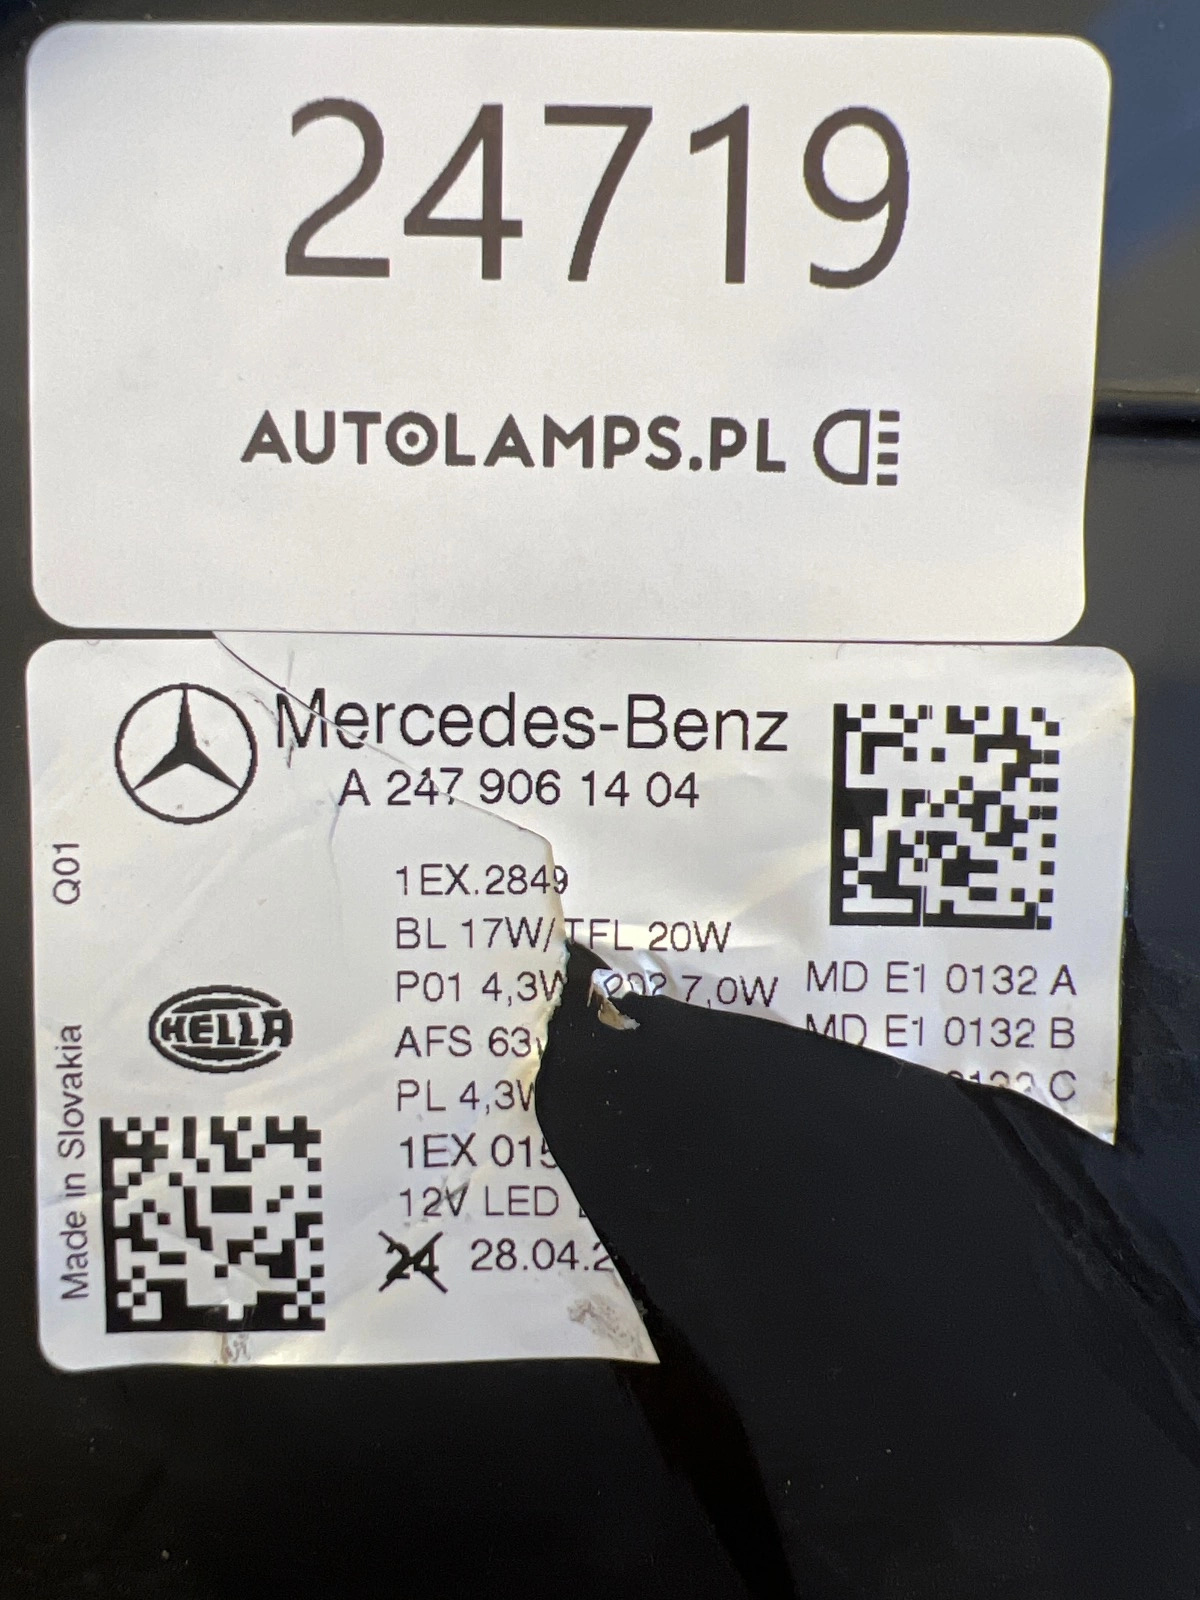 24719
AUTOLAMPS.PL
Mercedes-Benz
A 247 906 14 04
Q01
1EX.2849
BL 17W/TFL 20W
P01 4,3W P02 7,0W
MD E1 0132 A
AFS 63
MD E1 0132 B
PL 4,3W
C
HELLA
1EX
12V LED
24 28.04.
Made in Slovakia